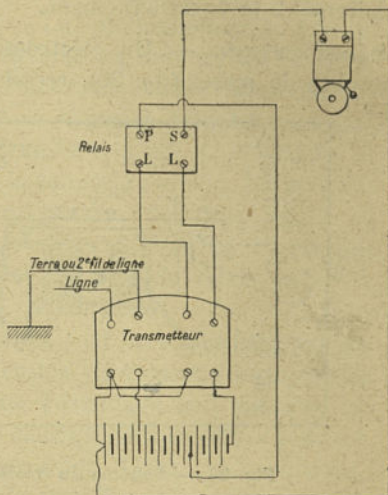 P S
Relais
L L
Terre ou 2e fil de ligne
Ligne
Transmetteur